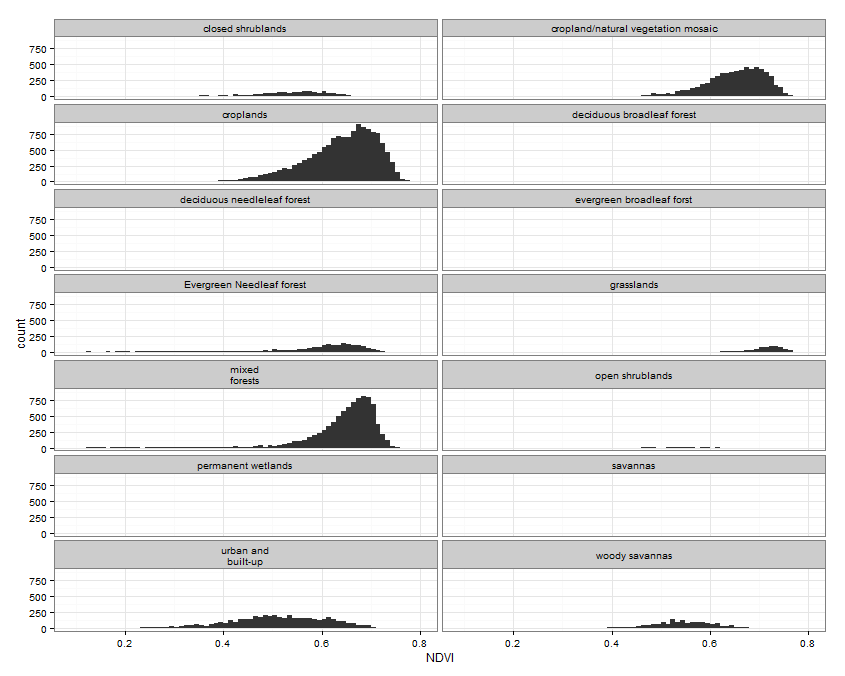 closed shrublands
cropland/natural vegetation mosaic
750
500
250
0
croplands
deciduous broadleaf forest
750
500
250
0
deciduous needleleaf forest
evergreen broadleaf forst
750
500
250
0
Evergreen Needleaf forest
grasslands
750
500
250
0
count
mixed
forests
open shrublands
750
500
250
0
permanent wetlands
savannas
750
500
250
0
urban and
built-up
woody savannas
750
500
250
0
0.2 0.4 0.6 0.8 0.2 0.4 0.6 0.8
NDVI